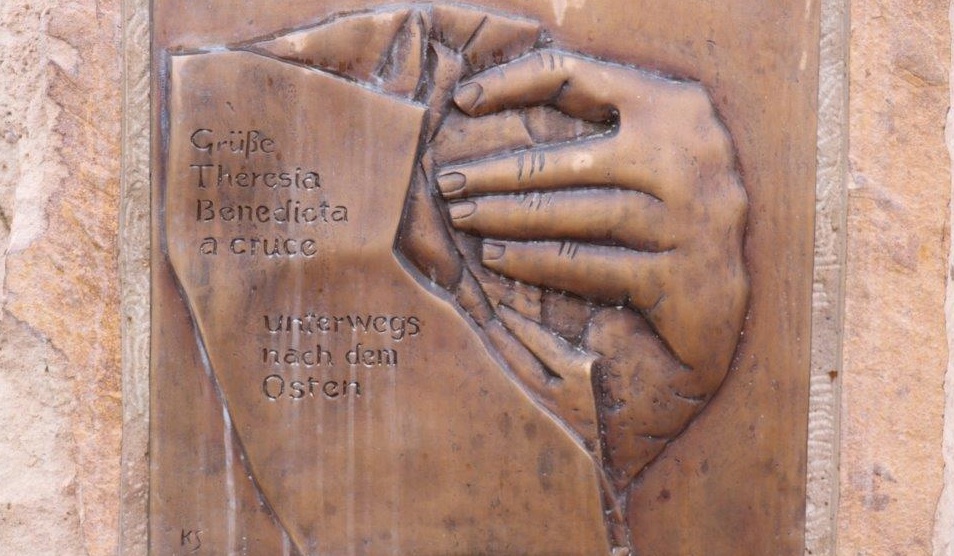 Grüße
Theresia
Benedicta
a cruce
unterwegs
nach dem
Osten
KS